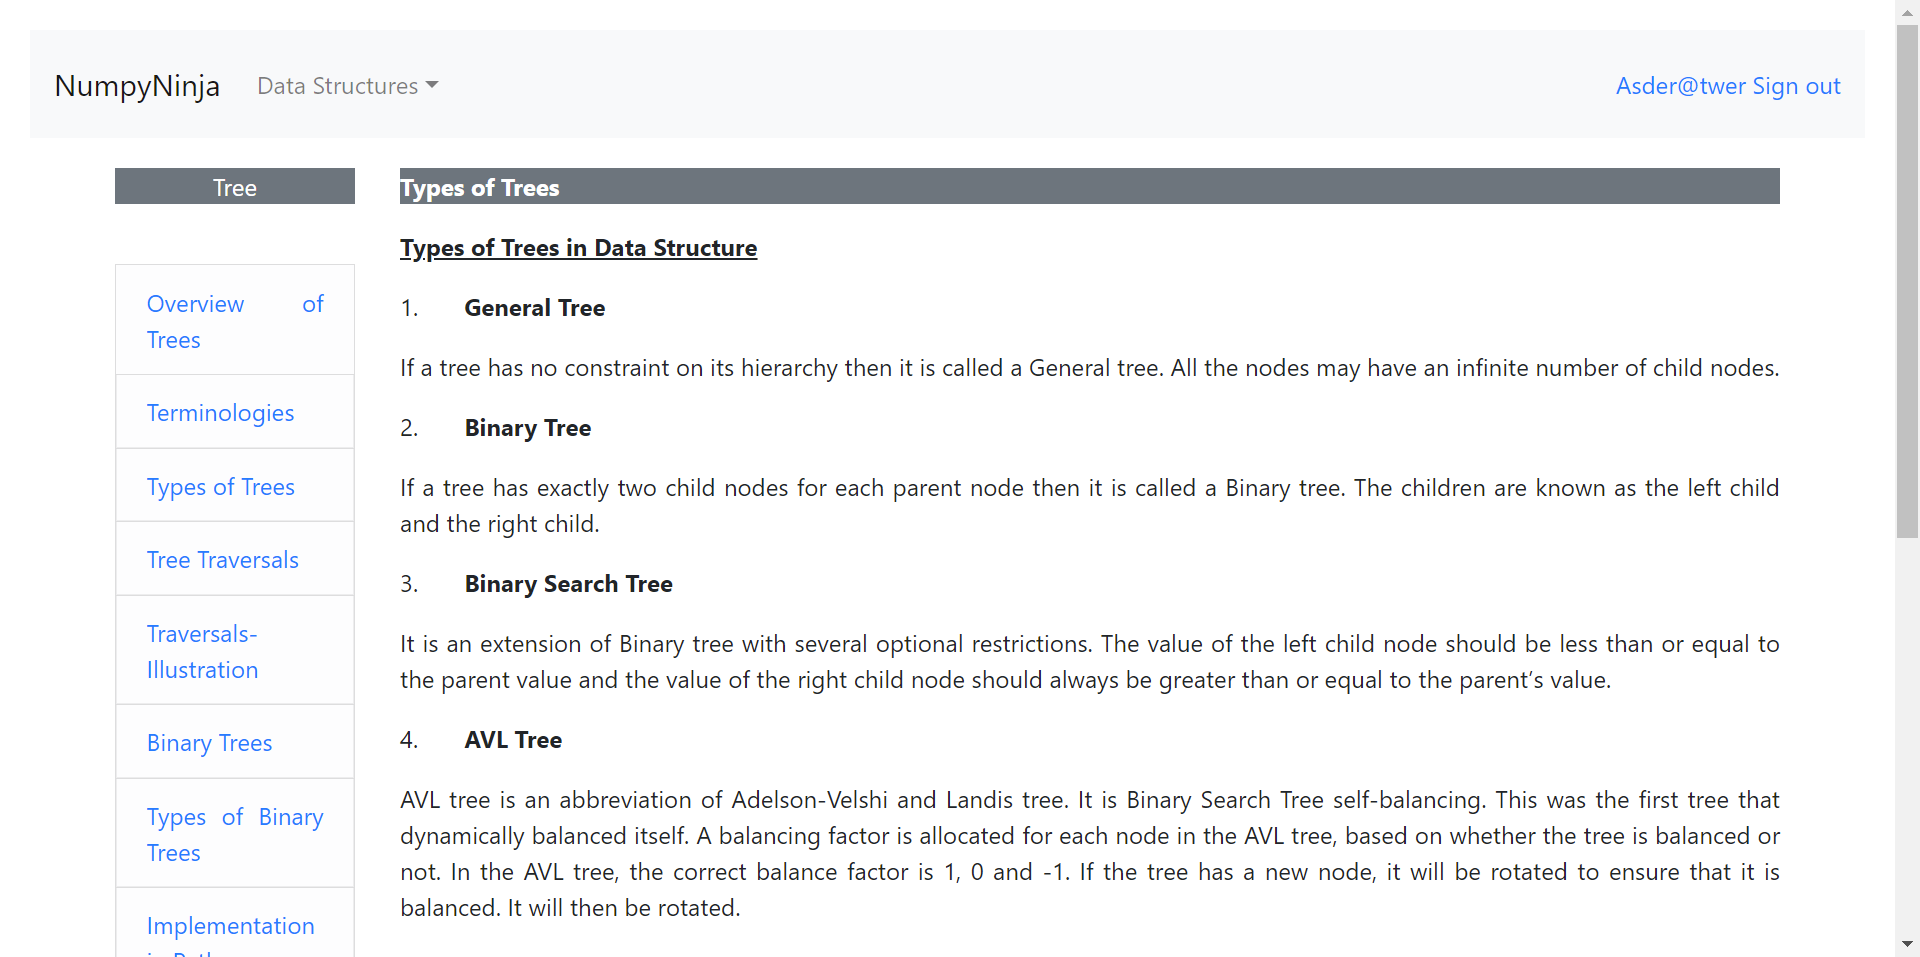 NumpyNinja Data Structures Asder@twer Sign out
Tree
Overview of
Trees
Terminologies
Types of Trees
Tree Traversals
Traversals-
Illustration
Binary Trees
Types of Binary
Trees
Implementation
Types of Trees
Types of Trees in Data Structure
1. General Tree
If a tree has no constraint on its hierarchy then it is called a General tree. All the nodes may have an infinite number of child nodes.
2. Binary Tree
If a tree has exactly two child nodes for each parent node then it is called a Binary tree. The children are known as the left child
and the right child.
3. Binary Search Tree
It is an extension of Binary tree with several optional restrictions. The value of the left child node should be less than or equal to
the parent value and the value of the right child node should always be greater than or equal to the parent’s value.
4. AVL Tree
AVL tree is an abbreviation of Adelson-Velshi and Landis tree. It is Binary Search Tree self-balancing. This was the first tree that
dynamically balanced itself. A balancing factor is allocated for each node in the AVL tree, based on whether the tree is balanced or
not. In the AVL tree, the correct balance factor is 1, 0 and -1. If the tree has a new node, it will be rotated to ensure that it is
balanced. It will then be rotated.